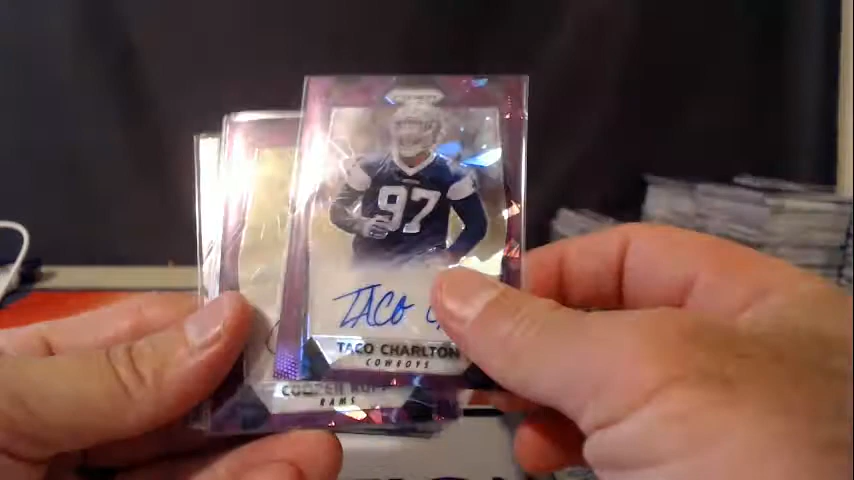 97
TACO
TACO CHARLTON
COWBOYS
COOPER KUPP
RAMS